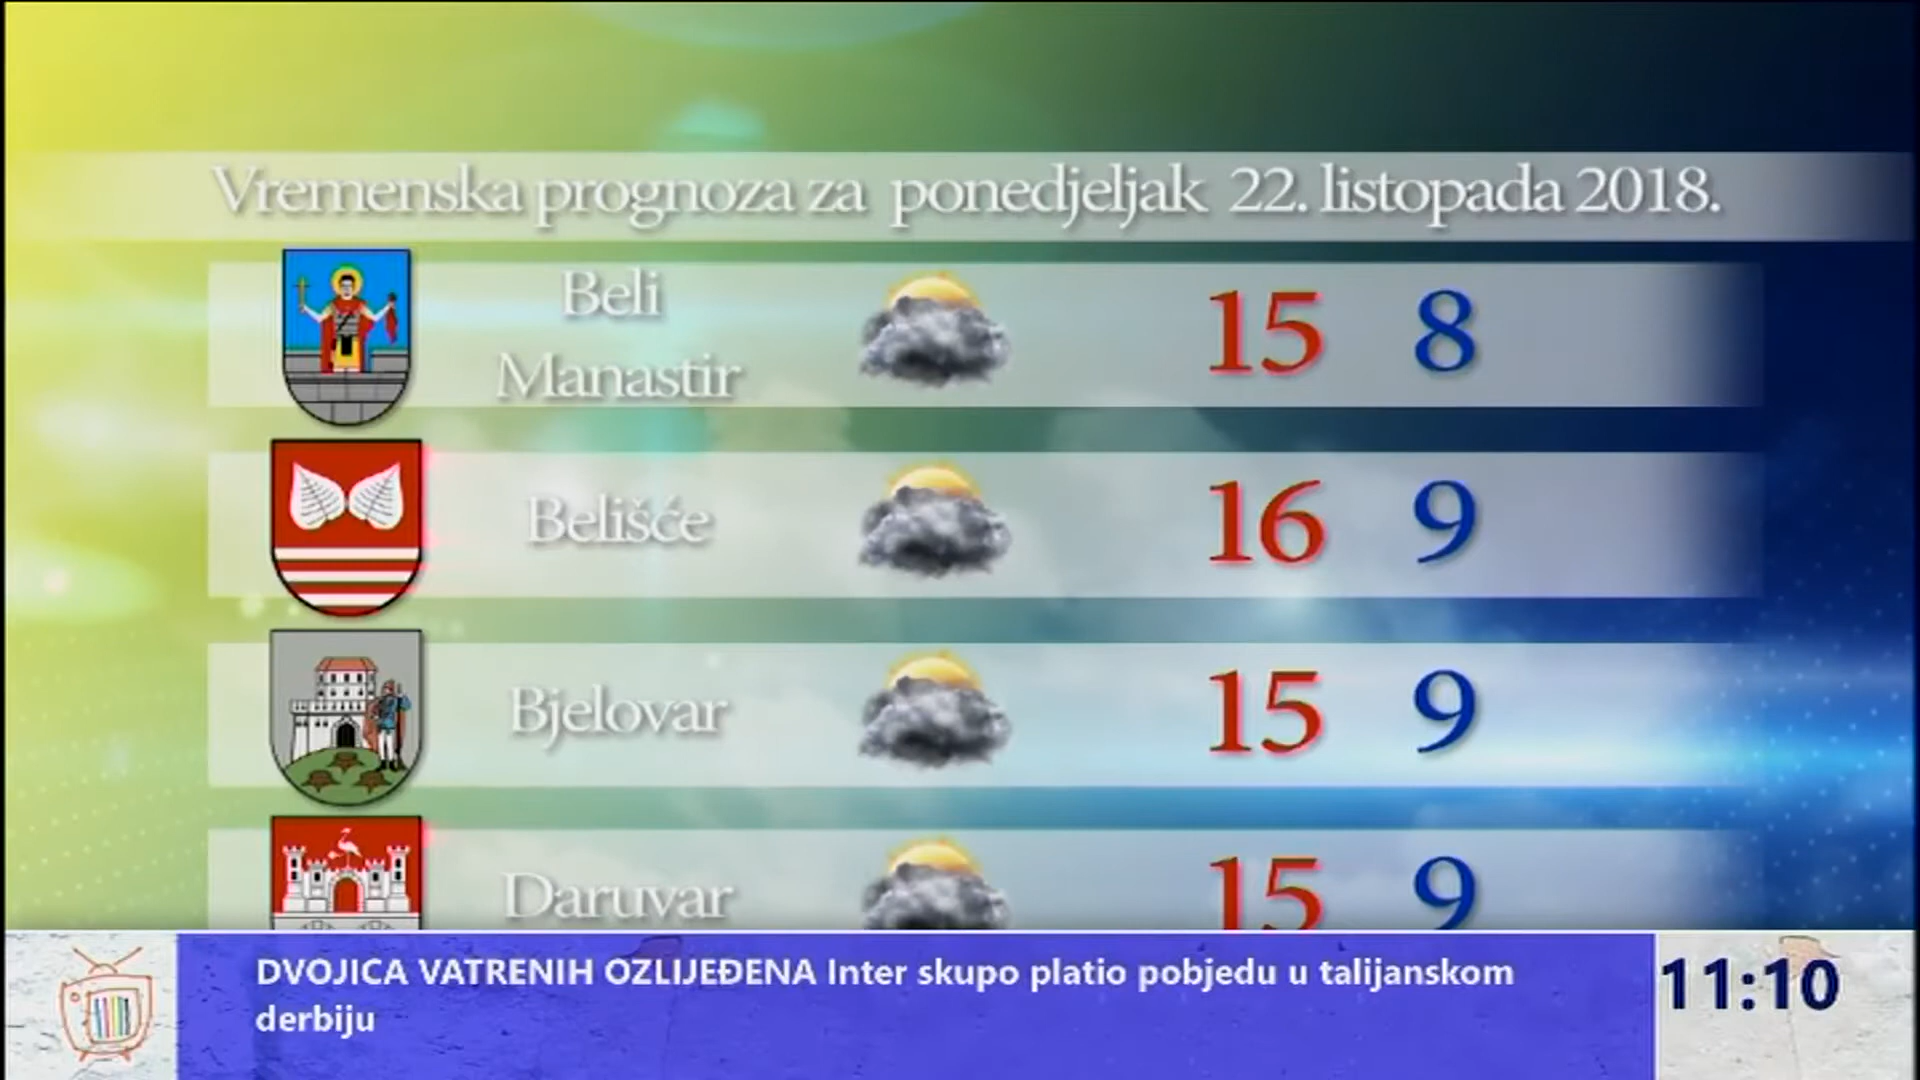 Vremenska prognoza za ponedjeljak 22. listopada 2018.
Beli
Manastir
15 8
Belišće
16 9
Bjelovar
15 9
Daruvar
15 9
DVOJICA VATRENIH OZLIJEĐENA Inter skupo platio pobjedu u talijanskom
derbiju
11:10